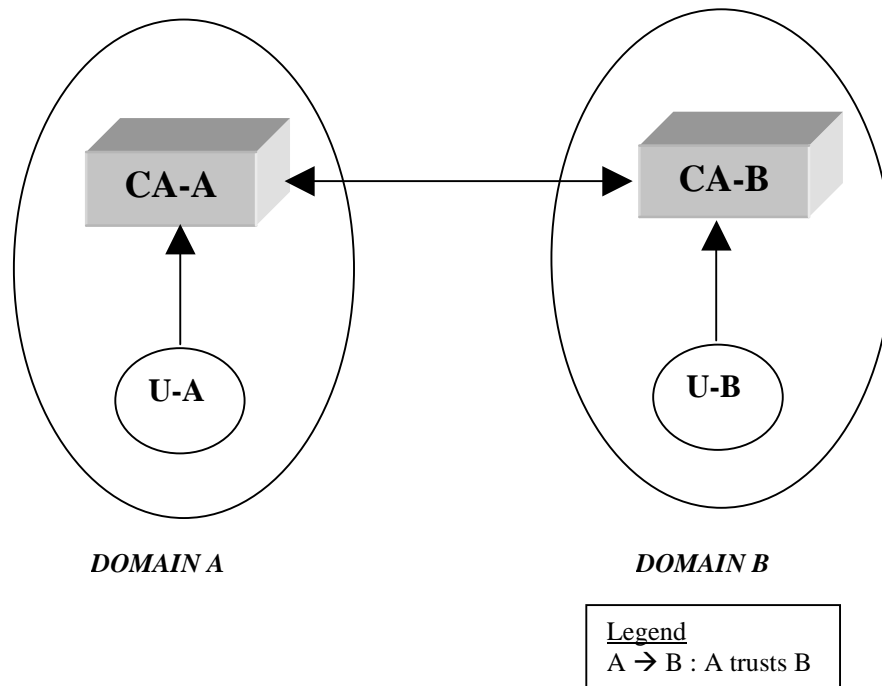 CA-A
CA-B
U-A
U-B
DOMAIN A
DOMAIN B
Legend
A → B : A trusts B